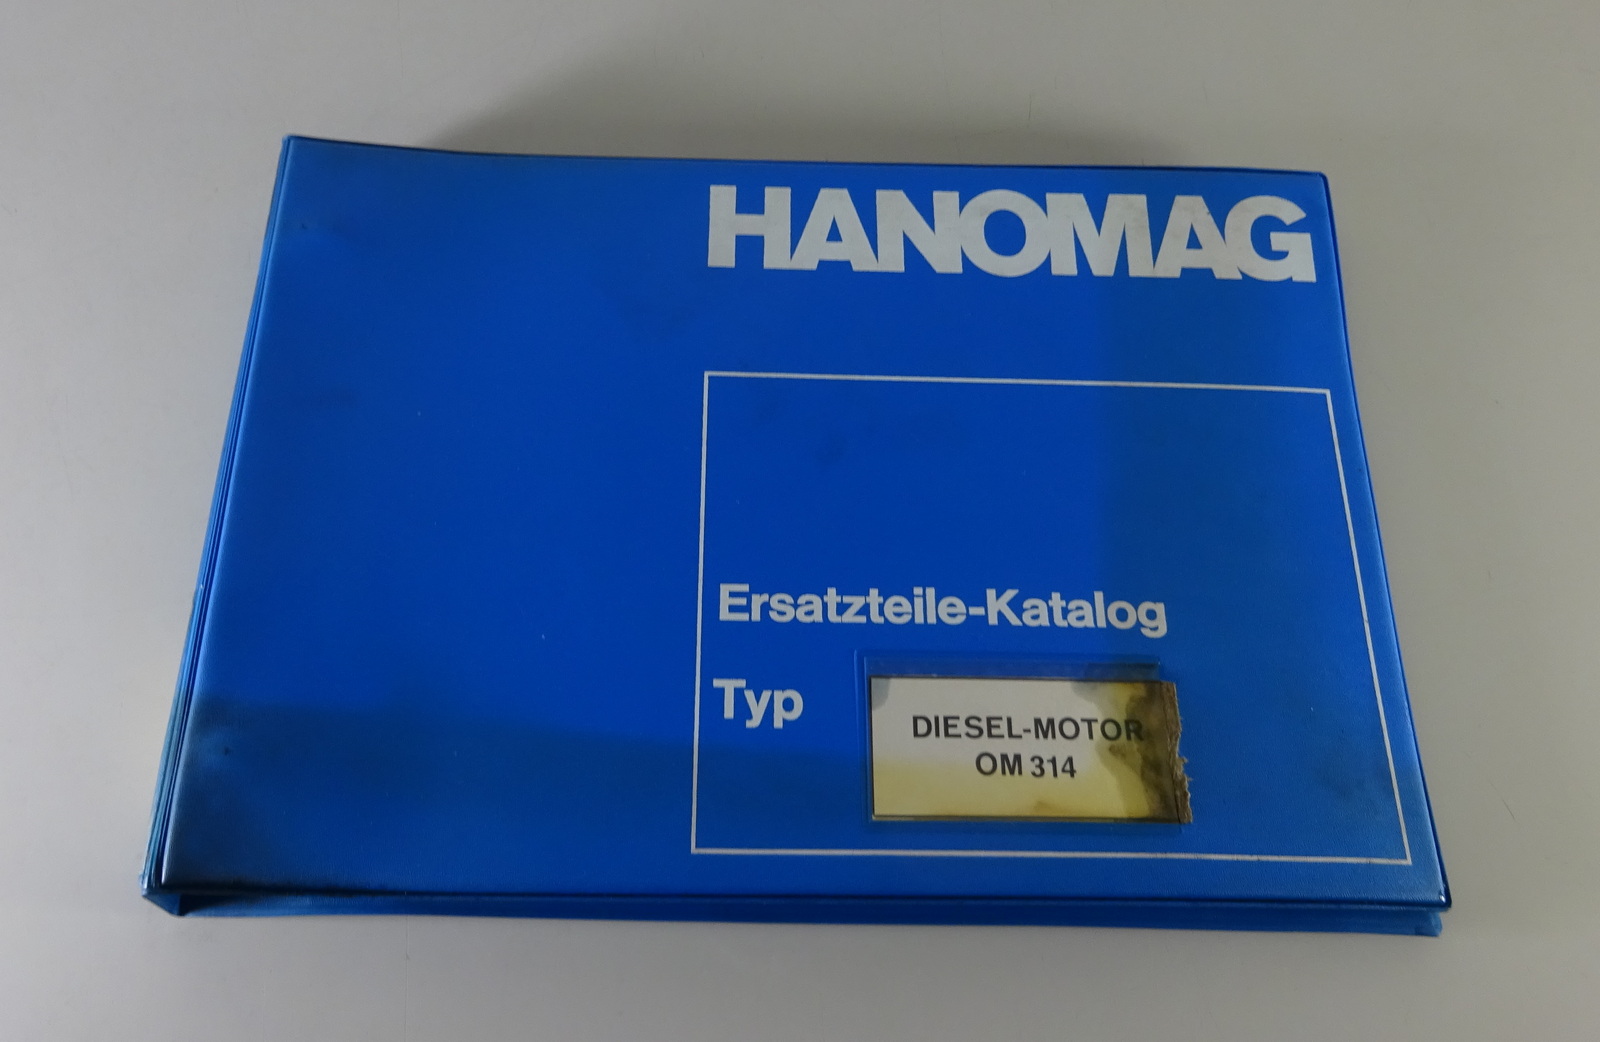 HANOMAG
Ersatzteile-Katalog
Typ
DIESEL-MOTOR
OM 314